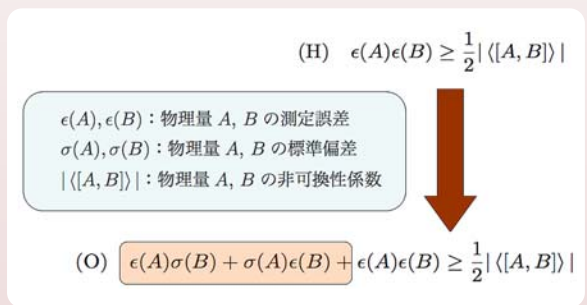 (H) ϵ(A)ϵ(B) ≥ 1/2 |⟨[A, B]⟩|
ϵ(A), ϵ(B)：物理量 A, B の測定誤差
σ(A), σ(B)：物理量 A, B の標準偏差
|⟨[A, B]⟩|：物理量 A, B の非可換性係数
(O) ϵ(A)σ(B) + σ(A)ϵ(B) + ϵ(A)ϵ(B) ≥ 1/2 |⟨[A, B]⟩|